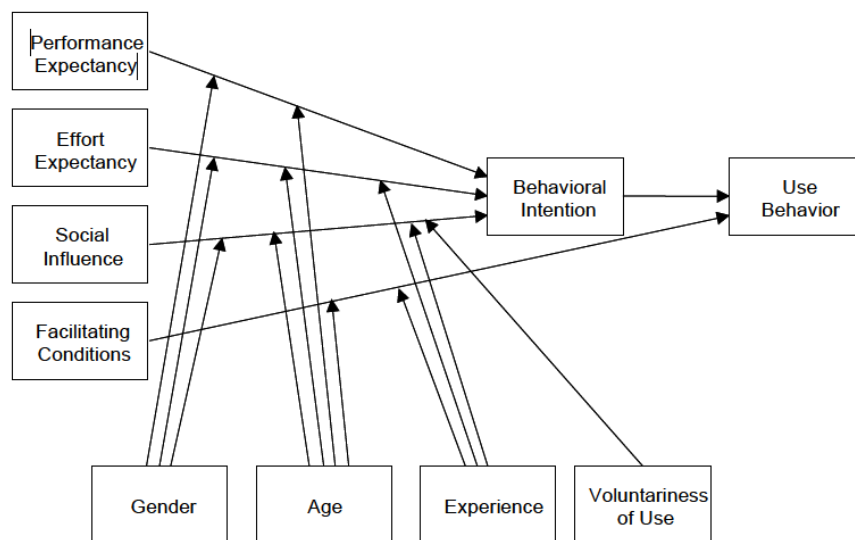 Performance
Expectancy
Effort
Expectancy
Social
Influence
Facilitating
Conditions
Behavioral
Intention
Use
Behavior
Gender
Age
Experience
Voluntariness
of Use